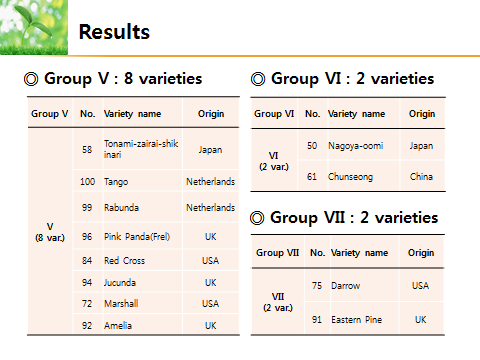 Results
◎ Group V : 8 varieties
Group V No. Variety name Origin
V
(8 var.)
58 Tonami-zairai-shik
inari Japan
100 Tango Netherlands
99 Rabunda Netherlands
96 Pink Panda(Frel) UK
84 Red Cross USA
94 Jucunda UK
72 Marshall USA
92 Amelia UK
◎ Group VI : 2 varieties
Group VI No. Variety name Origin
VI
(2 var.)
50 Nagoya-oomi Japan
61 Chunseong China
◎ Group VII : 2 varieties
Group VII No. Variety name Origin
VII
(2 var.)
75 Darrow USA
91 Eastern Pine UK